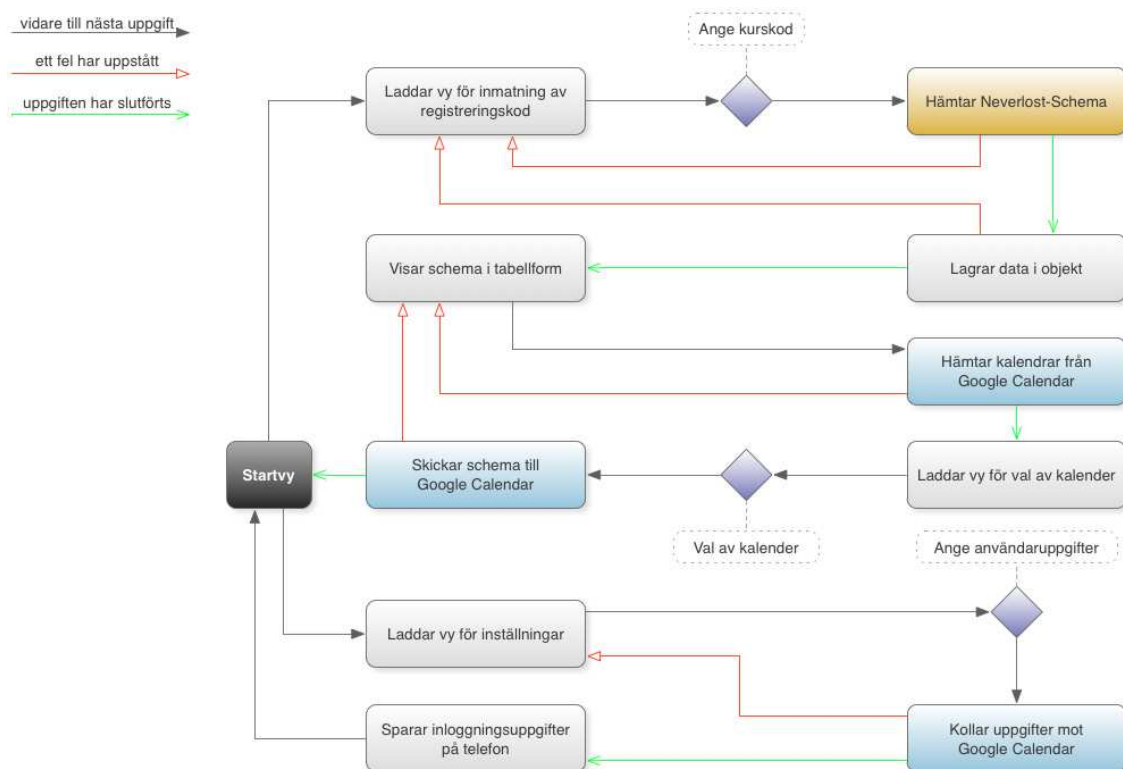 vidare till nästa uppgift
ett fel har uppstått
uppgiften har slutförts
Ange kurskod
Laddar vy för inmatning av
registreringskod
Hämtar Neverlost-Schema
Visar schema i tabellform
Lagrar data i objekt
Hämtar kalendrar från
Google Calendar
Startvy
Skickar schema till
Google Calendar
Laddar vy för val av kalender
Val av kalender
Ange användaruppgifter
Laddar vy för inställningar
Sparar inloggningsuppgifter
på telefon
Kollar uppgifter mot
Google Calendar